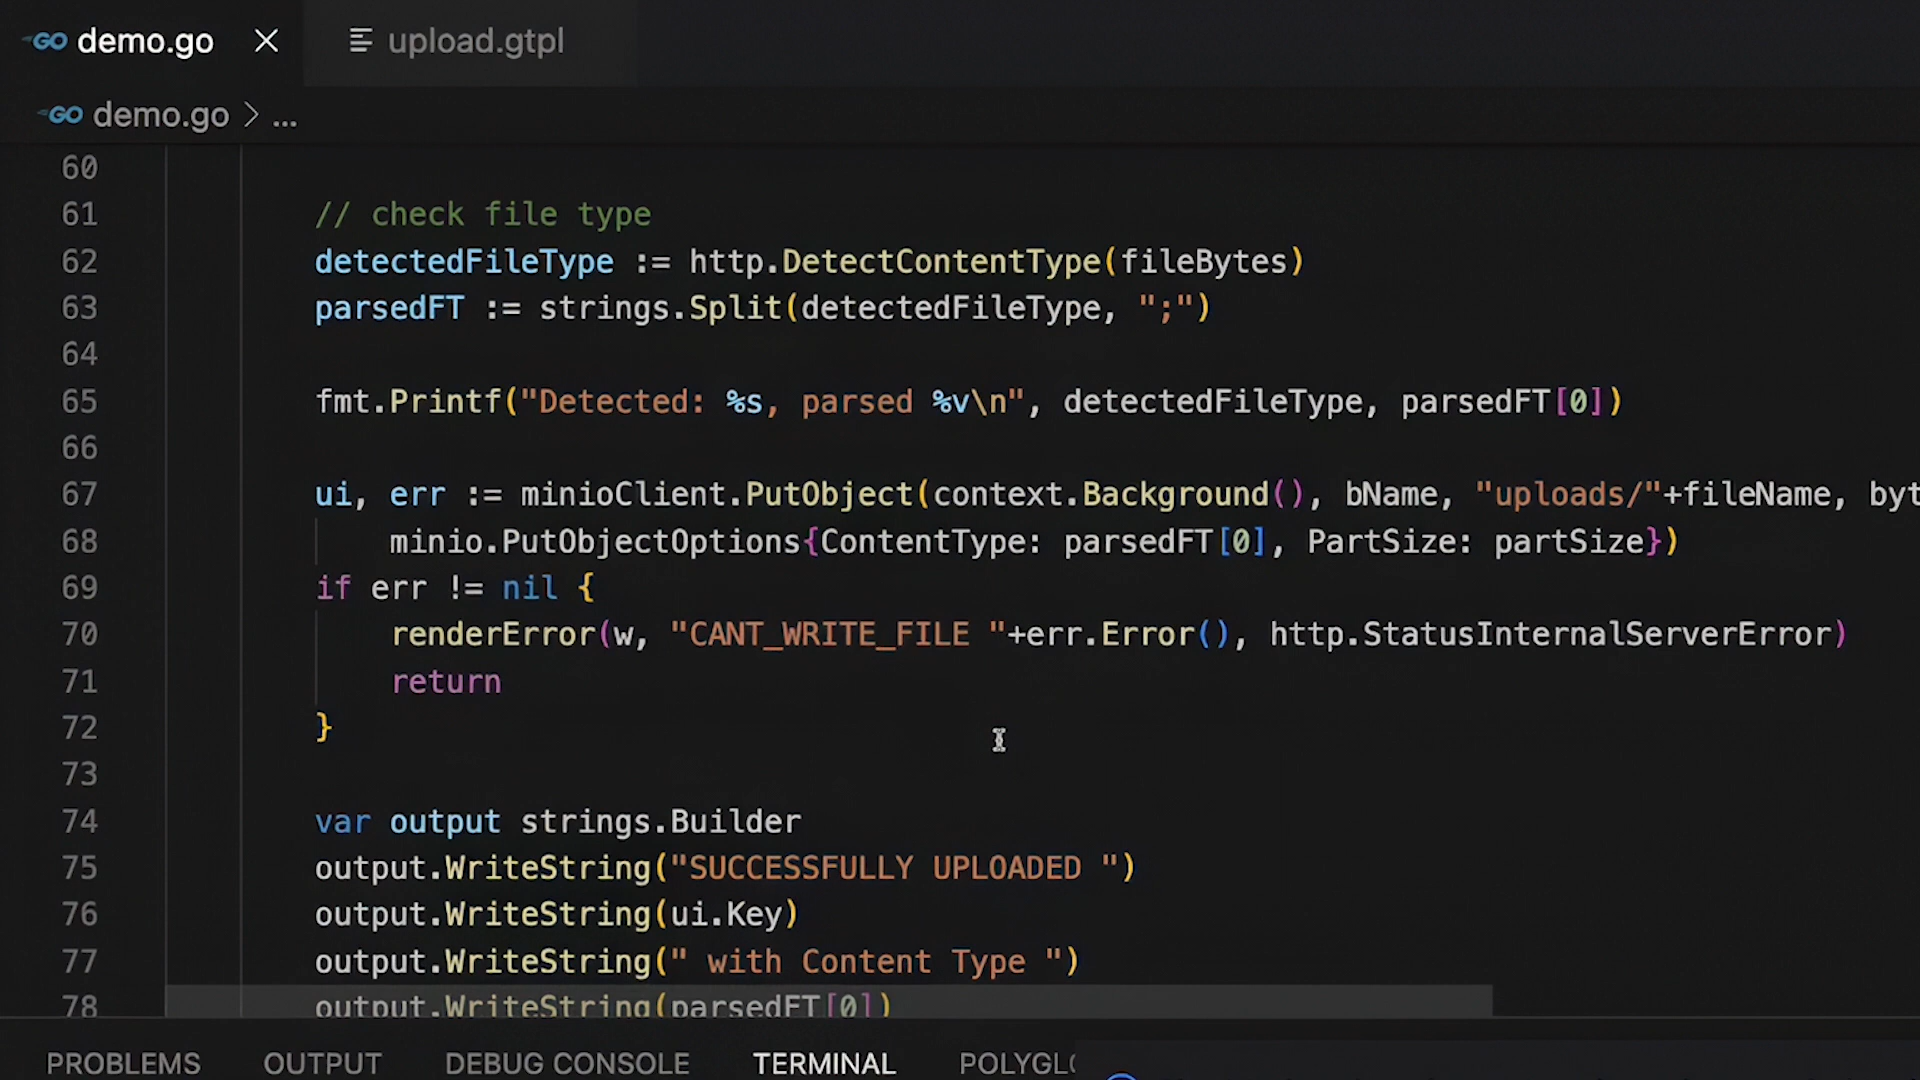 GO demo.go × upload.gtpl
GO demo.go > ...
60
61 // check file type
62 detectedFileType := http.DetectContentType(fileBytes)
63 parsedFT := strings.Split(detectedFileType, ";")
64
65 fmt.Printf("Detected: %s, parsed %v\n", detectedFileType, parsedFT[0])
66
67 ui, err := minioClient.PutObject(context.Background(), bName, "uploads/"+fileName, byt
68 minio.PutObjectOptions{ContentType: parsedFT[0], PartSize: partSize})
69 if err != nil {
70 renderError(w, "CANT_WRITE_FILE "+err.Error(), http.StatusInternalServerError)
71 return
72 }
73
74 var output strings.Builder
75 output.WriteString("SUCCESSFULLY UPLOADED ")
76 output.WriteString(ui.Key)
77 output.WriteString(" with Content Type ")
78 output.WriteString(parsedFT[0])
PROBLEMS OUTPUT DEBUG CONSOLE TERMINAL POLYGL